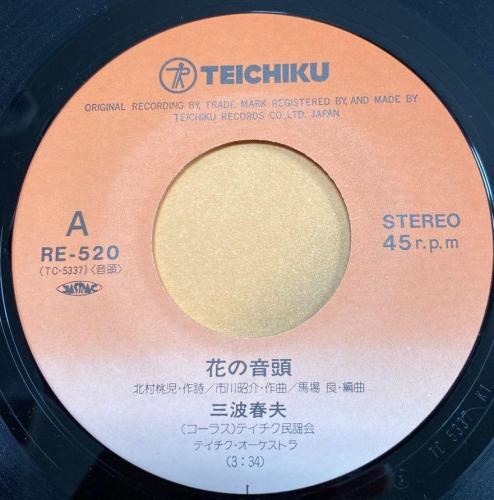 TEICHIKU
ORIGINAL RECORDING BY, TRADE MARK REGISTERED BY, AND MADE BY
TEICHIKU RECORDS CO., LTD. JAPAN
A
RE-520
(TC-5337)〈音頭〉
JASRAC
STEREO
45 r.p.m
花の音頭
北村桃児・作詩/市川昭介・作曲/馬場 良・編曲
三波春夫
(コーラス)テイチク民謡会
テイチク・オーケストラ
(3:34)